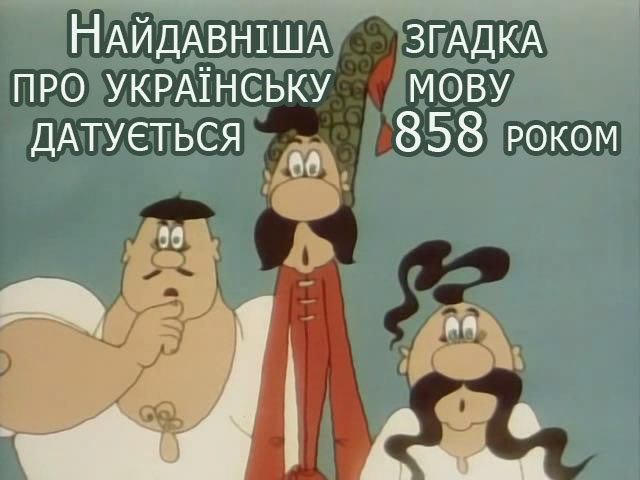 Найдавніша згадка
про українську мову
датується 858 роком